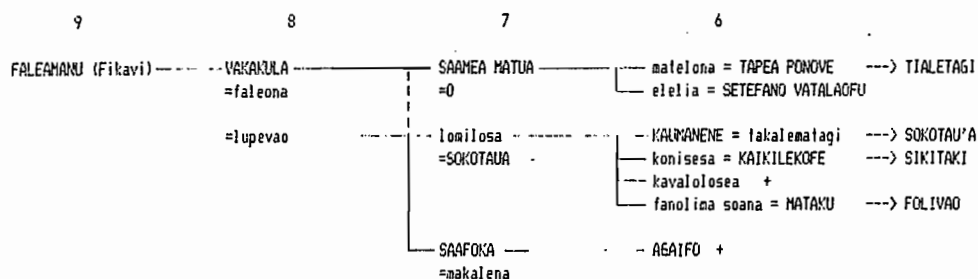 9 8 7 6
FALEAMANU (Fikavi) VAKAKULA SAAMEA MATUA matelona = TAPEA PONOVE ---> TIALETAGI
=faleona =0 elelia = SETEFANO VATALAOFU
=lupevao lomilosa KAUMANENE = takalematagi ---> SOKOTAU'A
=SOKOTAUA konisesa = KAIKILEKOFE ---> SIKITAKI
kavalolosea +
fanolima soana = MATAKU ---> FOLIVAO
SAAFOKA AGAIFO +
=makalena